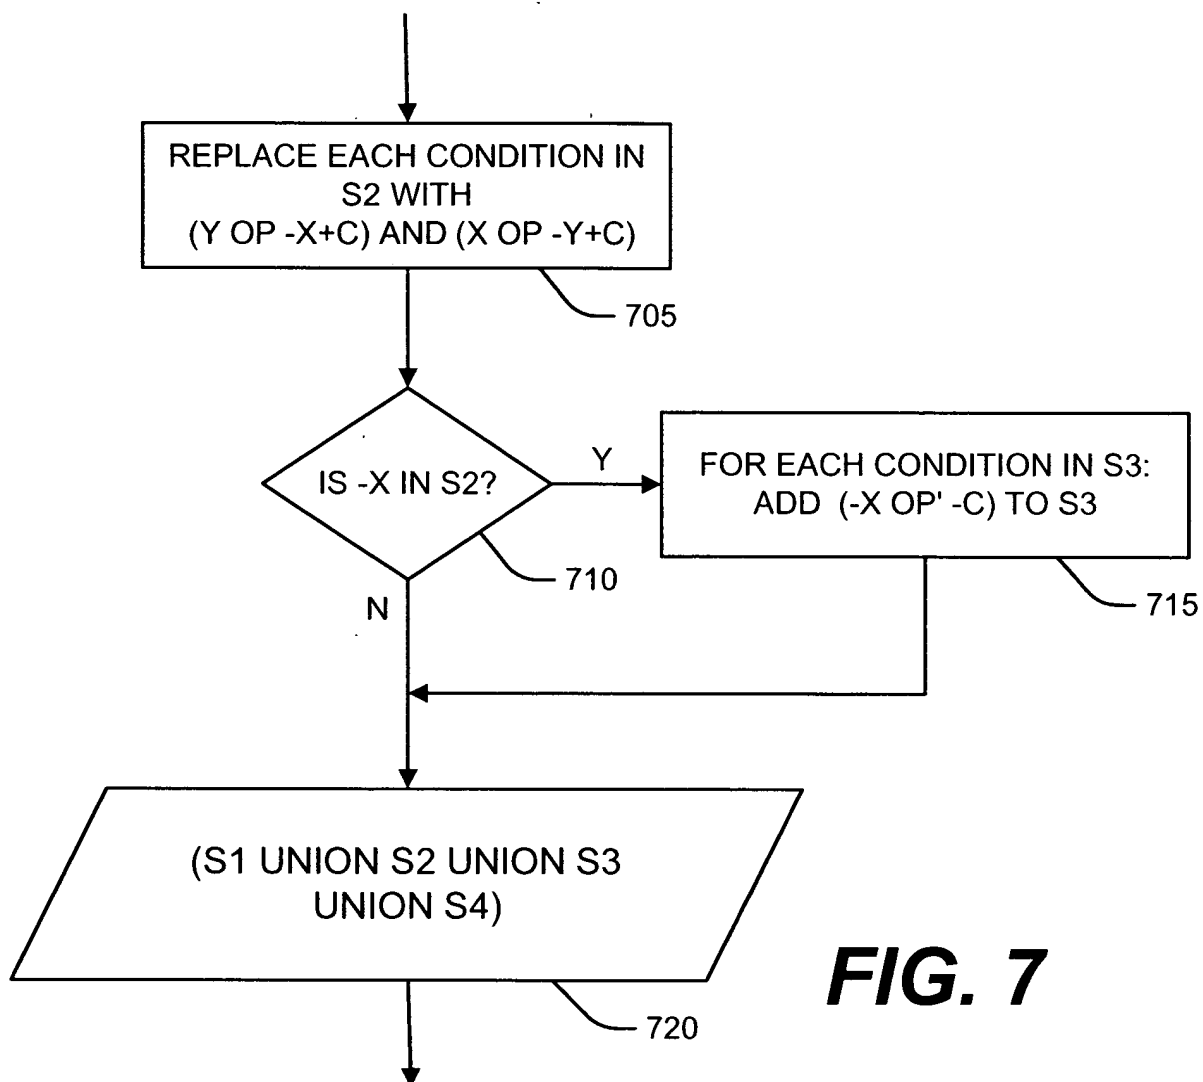 REPLACE EACH CONDITION IN
S2 WITH
(Y OP -X+C) AND (X OP -Y+C)
705
IS -X IN S2?
Y
710
N
FOR EACH CONDITION IN S3:
ADD (-X OP' -C) TO S3
715
(S1 UNION S2 UNION S3
UNION S4)
720
FIG. 7